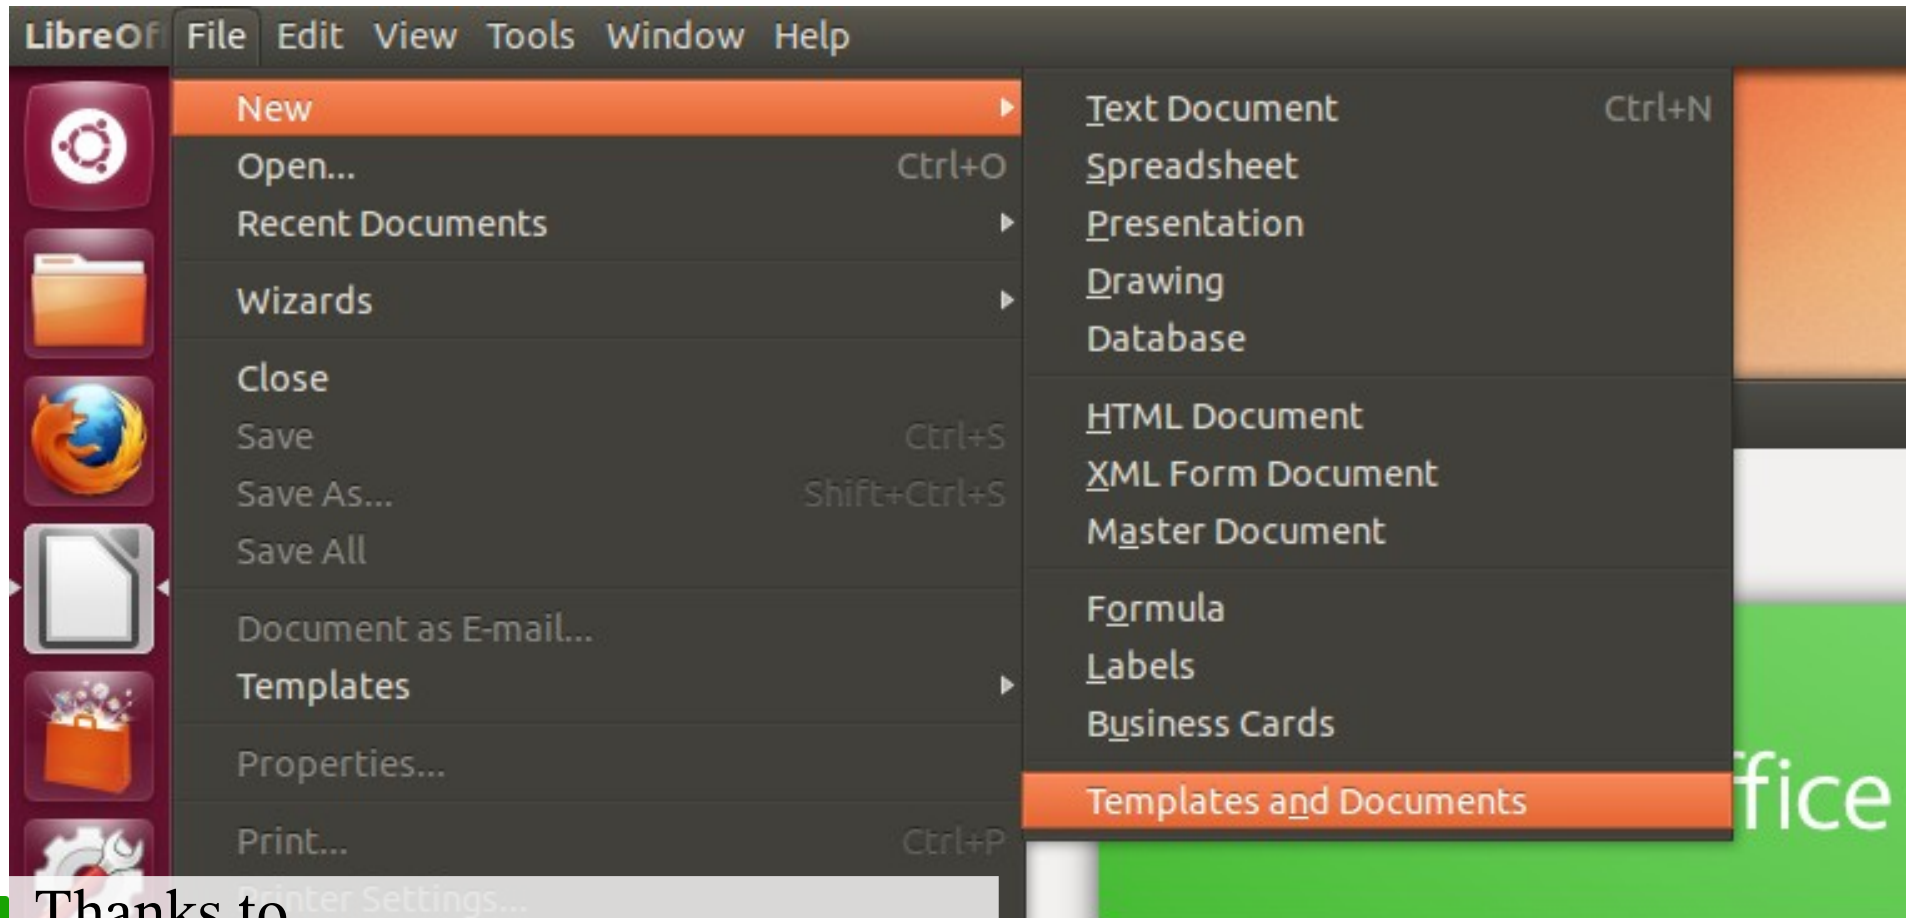 LibreOf File Edit View Tools Window Help
New
Open... Ctrl+O
Recent Documents
Wizards
Close
Save Ctrl+S
Save As... Shift+Ctrl+S
Save All
Document as E-mail...
Templates
Properties...
Print... Ctrl+P
Printer Settings...
Text Document Ctrl+N
Spreadsheet
Presentation
Drawing
Database
HTML Document
XML Form Document
Master Document
Formula
Labels
Business Cards
Templates and Documents
ffice
Thanks to